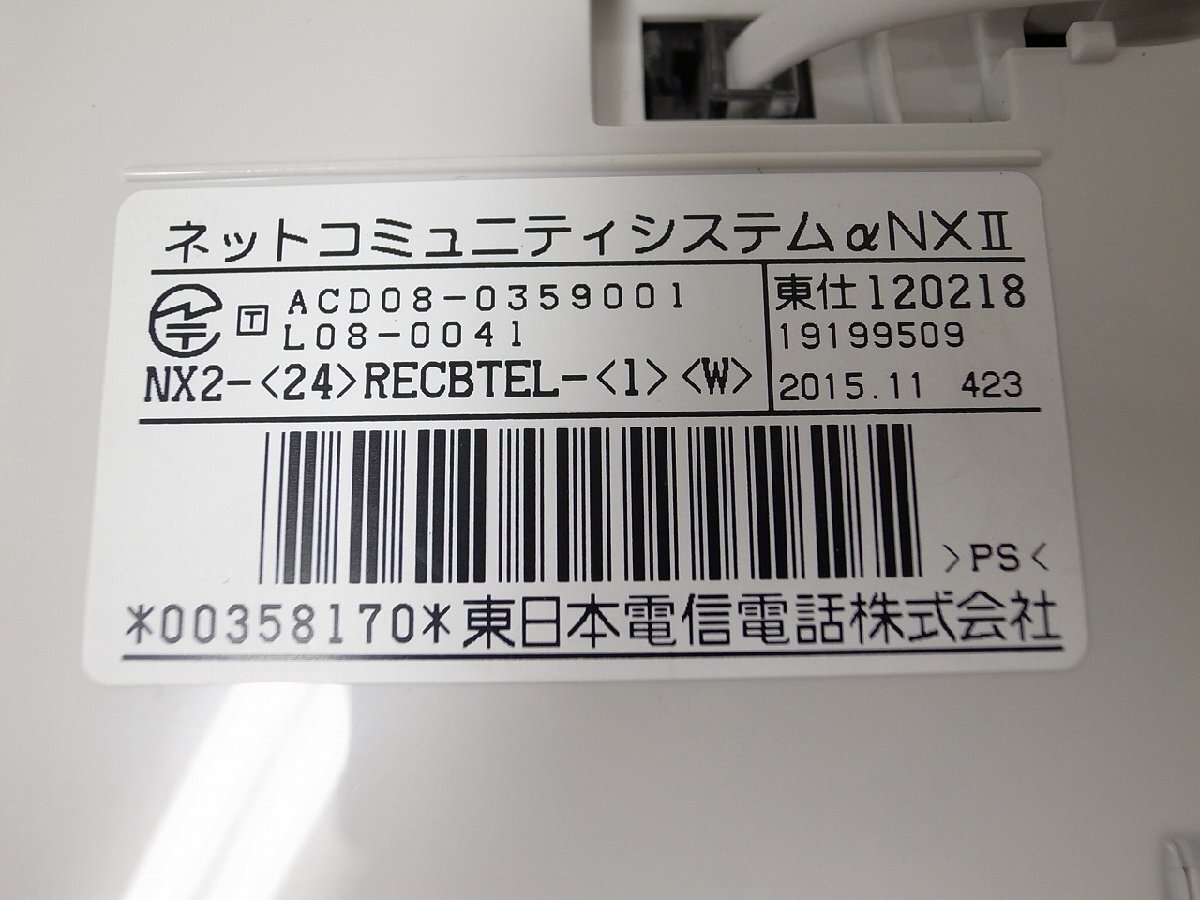 ネットコミュニティシステムαNXⅡ
T ACD08-0359001
L08-0041
NX2-<24>RECBTEL-<1><W>
東仕120218
19199509
2015.11 423
>PS<
*00358170*東日本電信電話株式会社